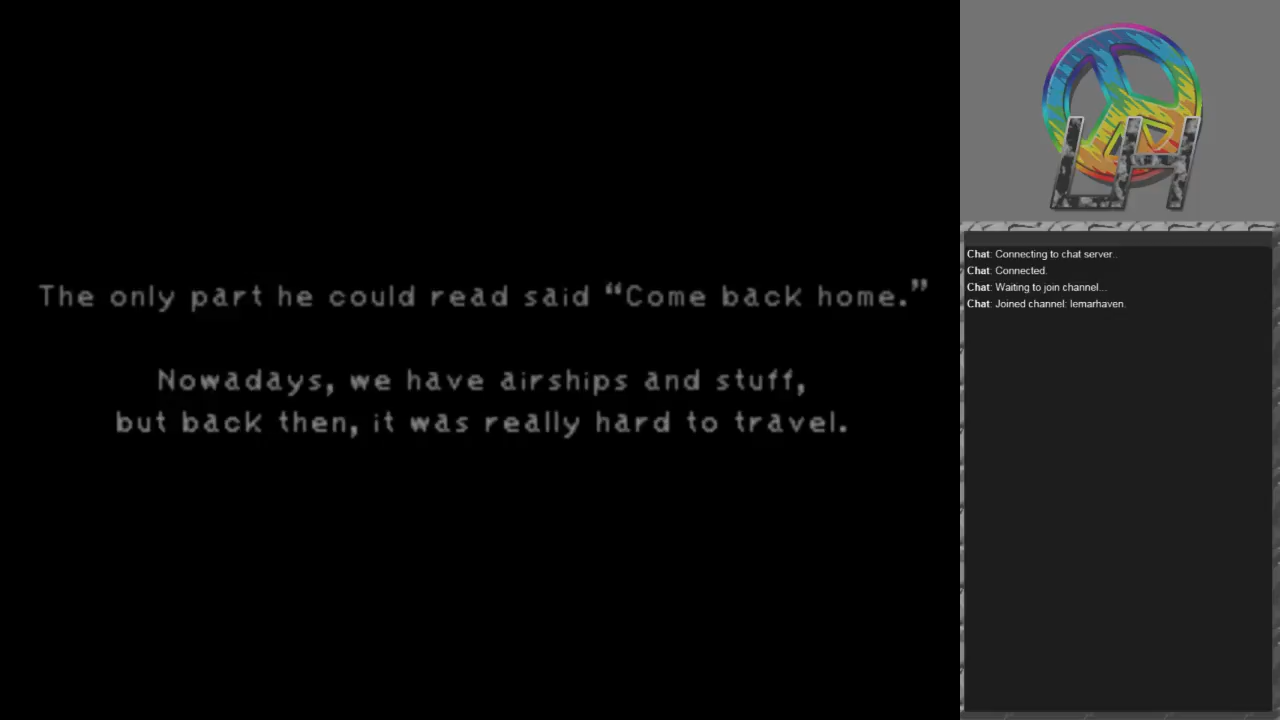 The only part he could read said “Come back home.”
Nowadays, we have airships and stuff,
but back then, it was really hard to travel.
LH
Chat: Connecting to chat server..
Chat: Connected.
Chat: Waiting to join channel...
Chat: Joined channel: lemarhaven.